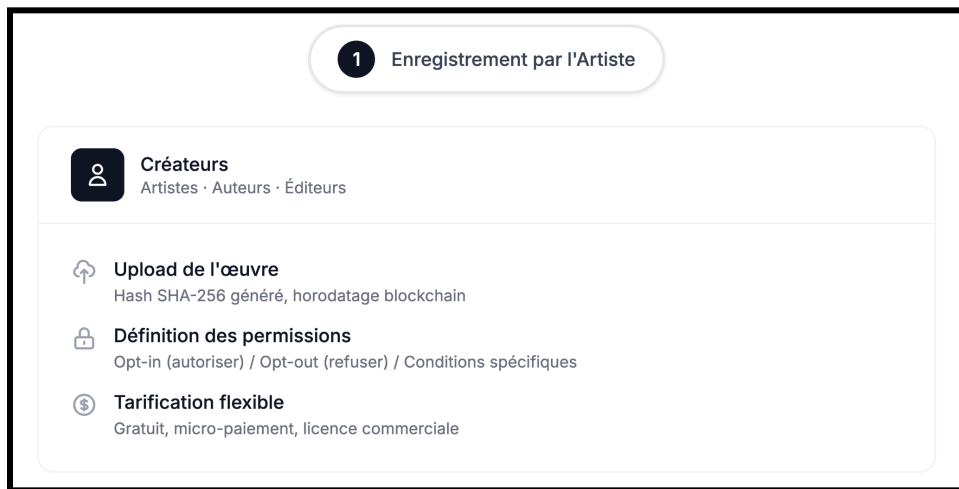 1 Enregistrement par l'Artiste
Créateurs
Artistes · Auteurs · Éditeurs
Upload de l'œuvre
Hash SHA-256 généré, horodatage blockchain
Définition des permissions
Opt-in (autoriser) / Opt-out (refuser) / Conditions spécifiques
Tarification flexible
Gratuit, micro-paiement, licence commerciale